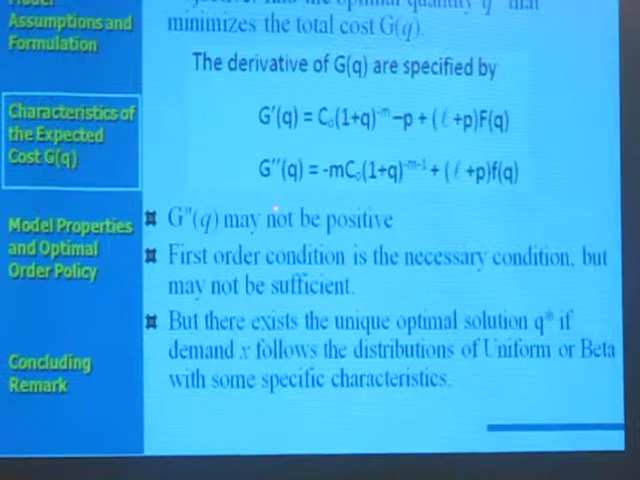 Assumptions and
Formulation
Characteristics of
the Expected
Cost G(q)
Model Properties
and Optimal
Order Policy
Concluding
Remark
minimizes the total cost G(q).
The derivative of G(q) are specified by
G′(q) = C₀(1+q)⁻ᵐ−p + (ℓ+p)F(q)
G′′(q) = -mC₀(1+q)⁻ᵐ⁻¹ + (ℓ+p)f(q)
G"(q) may not be positive
First order condition is the necessary condition, but
may not be sufficient.
But there exists the unique optimal solution q* if
demand x follows the distributions of Uniform or Beta
with some specific characteristics.